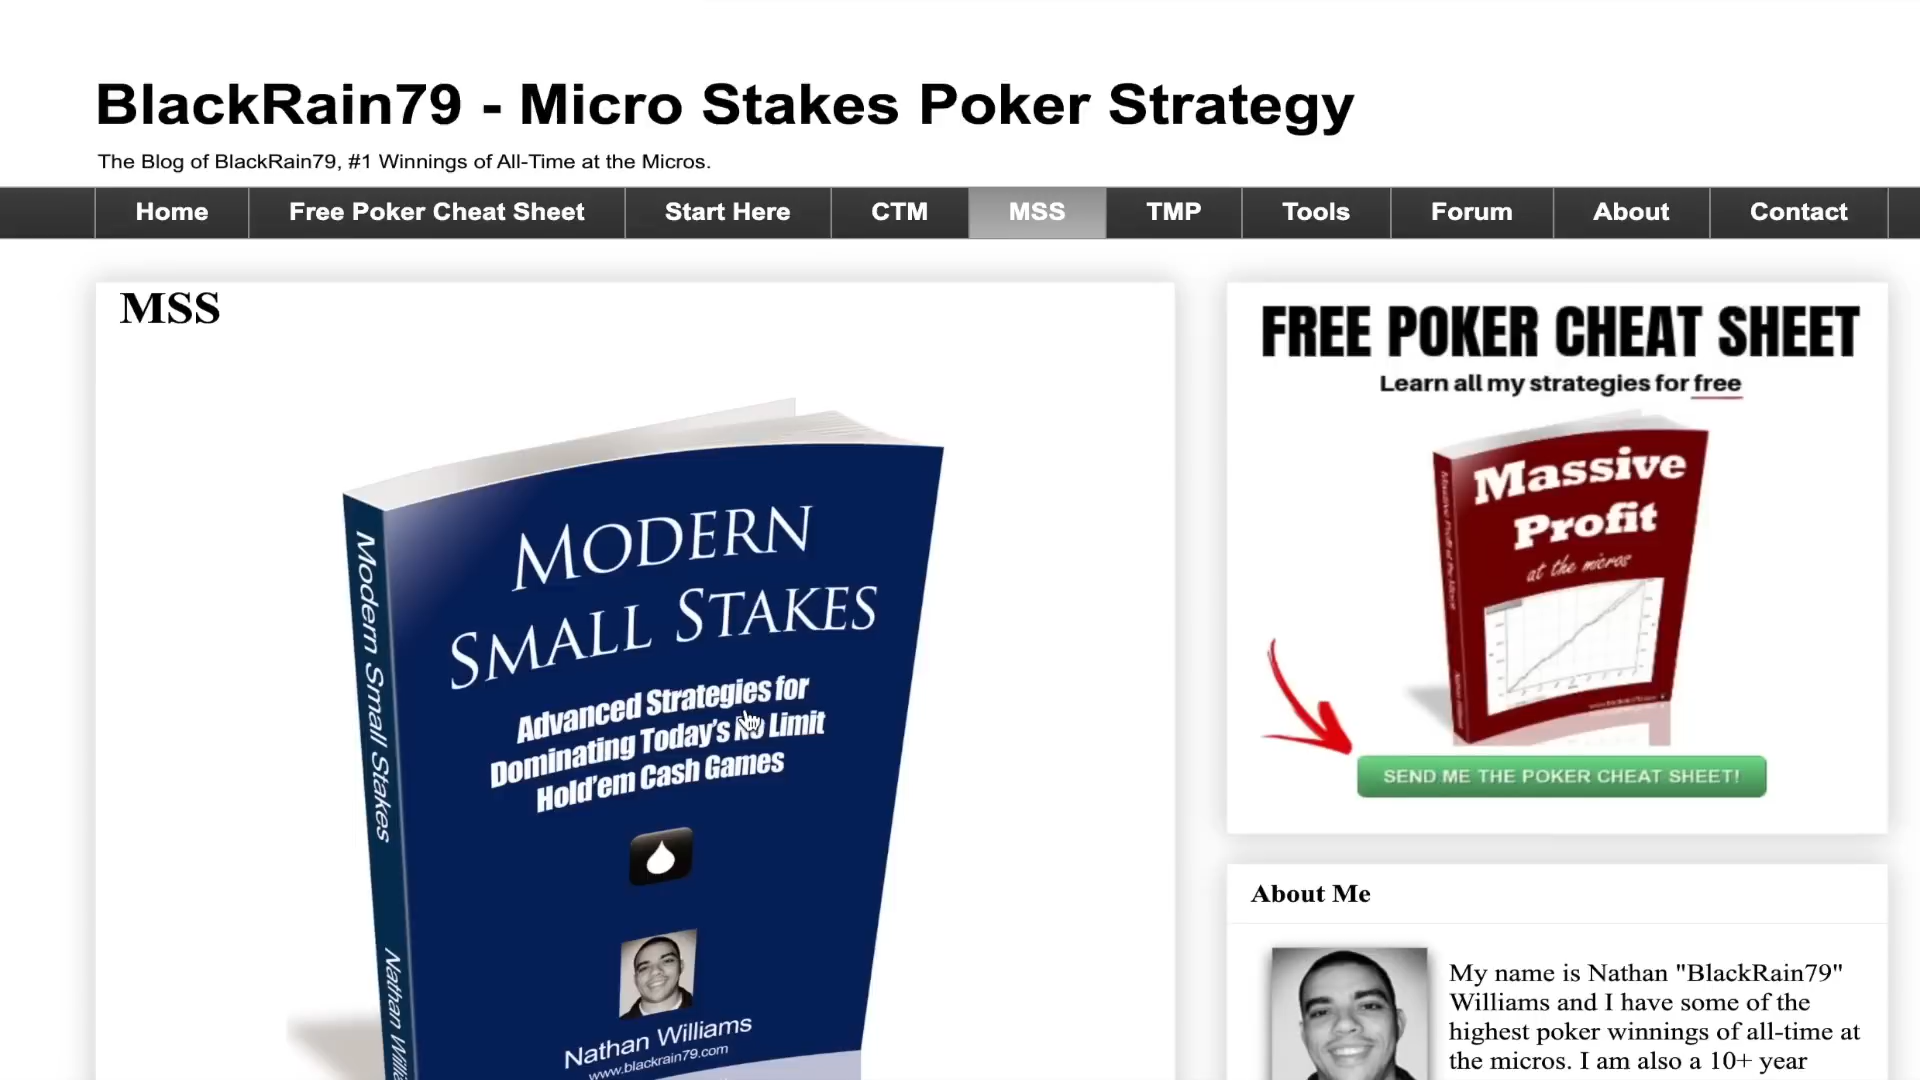 BlackRain79 - Micro Stakes Poker Strategy
The Blog of BlackRain79, #1 Winnings of All-Time at the Micros.
Home Free Poker Cheat Sheet Start Here CTM MSS TMP Tools Forum About Contact
MSS
Modern Small Stakes
Nathan
MODERN
SMALL STAKES
Advanced Strategies for
Dominating Today's No Limit
Hold'em Cash Games
Nathan Williams
www.blackrain79.com
FREE POKER CHEAT SHEET
Learn all my strategies for free
Massive
Profit
at the micros
SEND ME THE POKER CHEAT SHEET!
About Me
My name is Nathan "BlackRain79"
Williams and I have some of the
highest poker winnings of all-time at
the micros. I am also a 10+ year